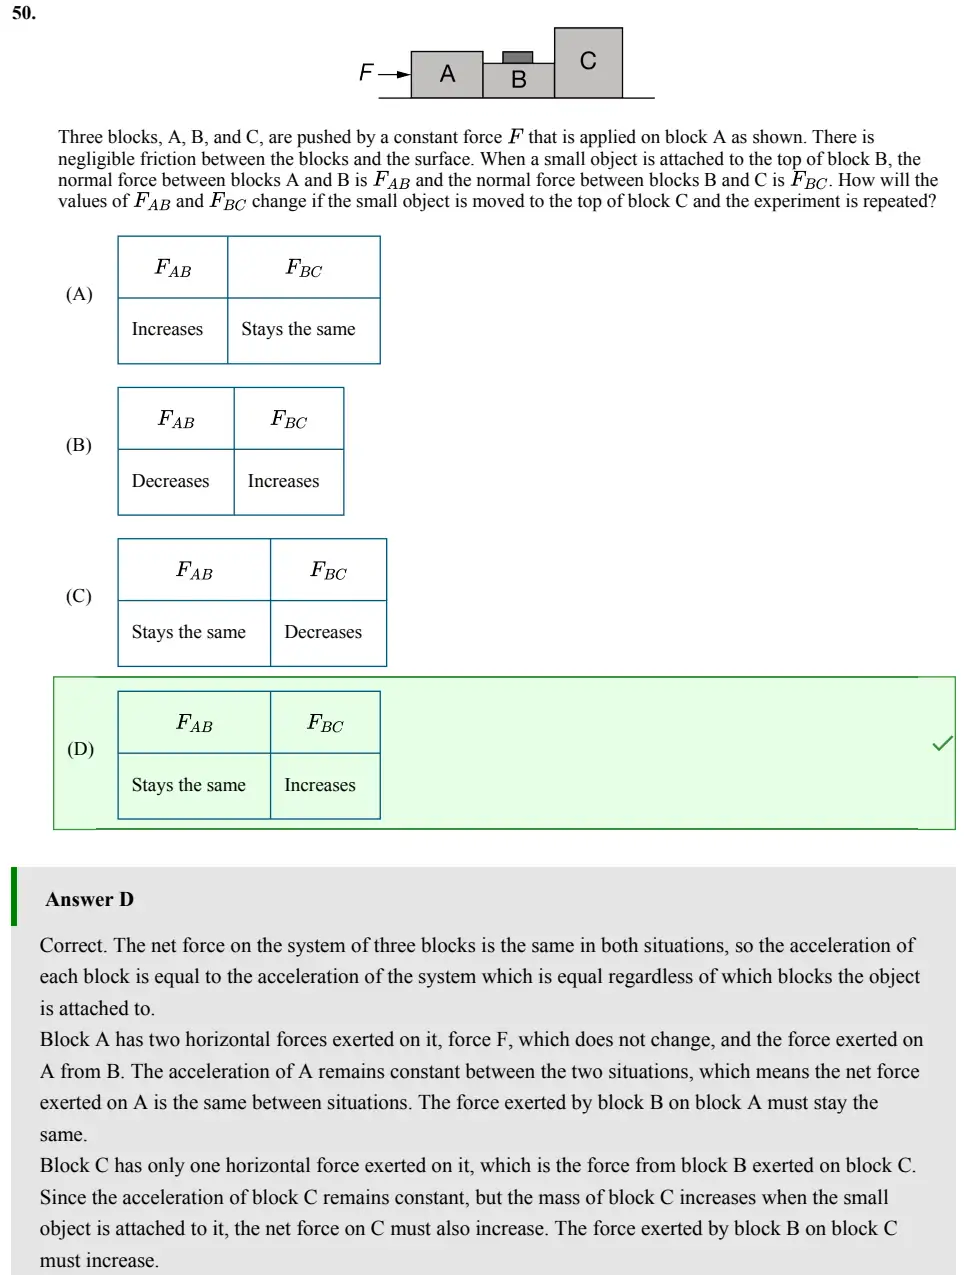 50.
F
A
B
C
Three blocks, A, B, and C, are pushed by a constant force F that is applied on block A as shown. There is
negligible friction between the blocks and the surface. When a small object is attached to the top of block B, the
normal force between blocks A and B is F_AB and the normal force between blocks B and C is F_BC. How will the
values of F_AB and F_BC change if the small object is moved to the top of block C and the experiment is repeated?
(A)
F_AB F_BC
Increases Stays the same
(B)
F_AB F_BC
Decreases Increases
(C)
F_AB F_BC
Stays the same Decreases
(D)
F_AB F_BC
Stays the same Increases
Answer D
Correct. The net force on the system of three blocks is the same in both situations, so the acceleration of
each block is equal to the acceleration of the system which is equal regardless of which blocks the object
is attached to.
Block A has two horizontal forces exerted on it, force F, which does not change, and the force exerted on
A from B. The acceleration of A remains constant between the two situations, which means the net force
exerted on A is the same between situations. The force exerted by block B on block A must stay the
same.
Block C has only one horizontal force exerted on it, which is the force from block B exerted on block C.
Since the acceleration of block C remains constant, but the mass of block C increases when the small
object is attached to it, the net force on C must also increase. The force exerted by block B on block C
must increase.